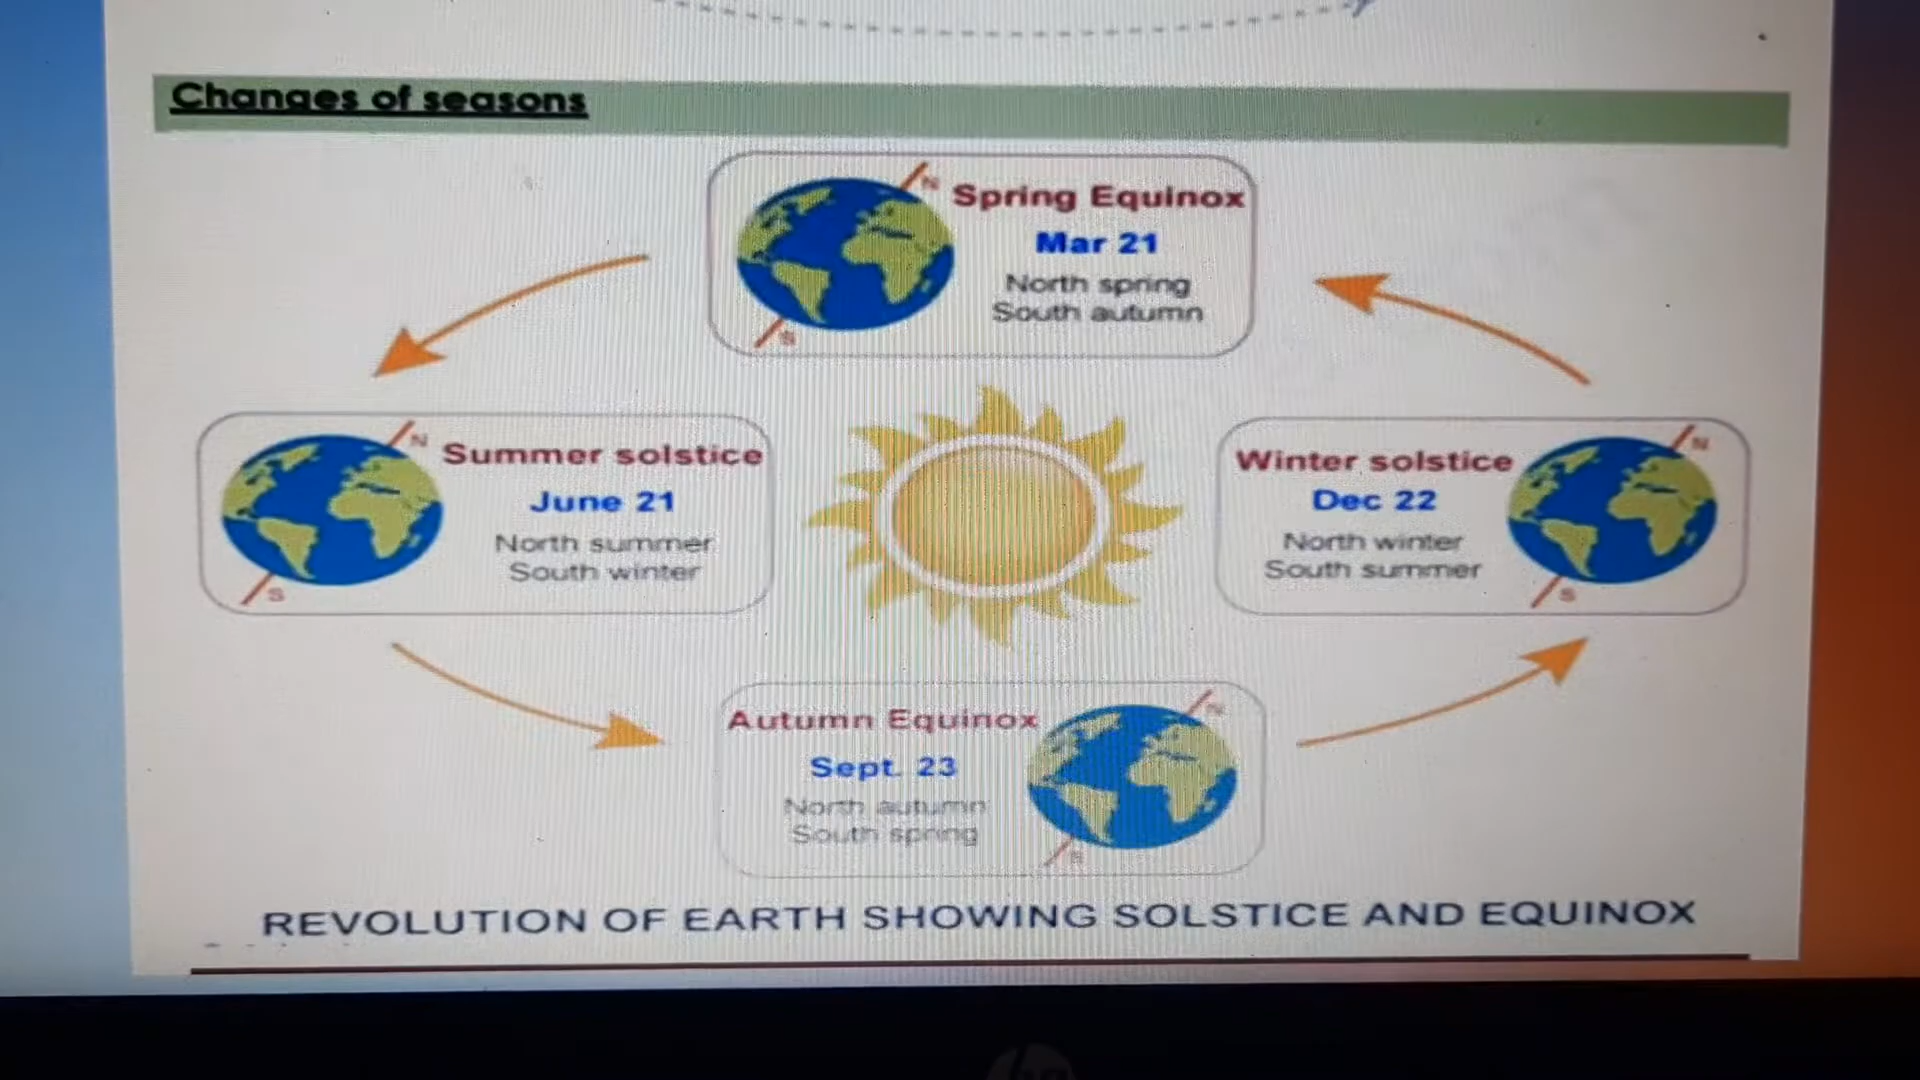 Changes of seasons
N
Spring Equinox
Mar 21
North spring
South autumn
S
N
Summer solstice
June 21
North summer
South winter
S
Winter solstice
Dec 22
North winter
South summer
N
S
Autumn Equinox
Sept. 23
North autumn
South spring
N
S
REVOLUTION OF EARTH SHOWING SOLSTICE AND EQUINOX
hp